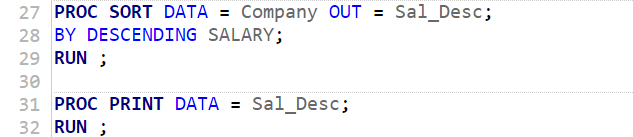 27 PROC SORT DATA = Company OUT = Sal_Desc;
28 BY DESCENDING SALARY;
29 RUN ;
30
31 PROC PRINT DATA = Sal_Desc;
32 RUN ;